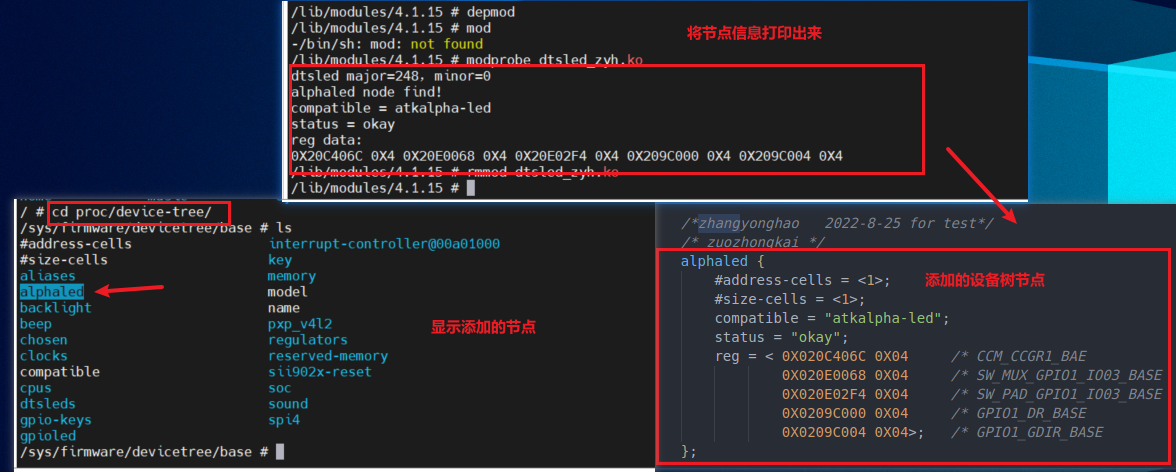 /lib/modules/4.1.15 # depmod
/lib/modules/4.1.15 # mod
-/bin/sh: mod: not found
/lib/modules/4.1.15 # modprobe dtsled_zyh.ko
dtsled major=248, minor=0
alphaled node find!
compatible = atkalpha-led
status = okay
reg data:
0X20C406C 0X4 0X20E0068 0X4 0X20E02F4 0X4 0X209C000 0X4 0X209C004 0X4
/lib/modules/4.1.15 # rmmod dtsled_zyh.ko
/lib/modules/4.1.15 #
将节点信息打印出来
/ # cd proc/device-tree/
/sys/firmware/devicetree/base # ls
#address-cells interrupt-controller@00a01000
#size-cells key
aliases memory
alphaled model
backlight name
beep pxp_v4l2
chosen regulators
clocks reserved-memory
compatible sii902x-reset
cpus soc
dtsleds sound
gpio-keys spi4
gpioled
/sys/firmware/devicetree/base #
显示添加的节点
/*zhangyonghao 2022-8-25 for test*/
/* zuozhongkai */
alphaled {
#address-cells = <1>;
#size-cells = <1>;
compatible = "atkalpha-led";
status = "okay";
reg = < 0X020C406C 0X04 /* CCM_CCGR1_BAE
0X020E0068 0X04 /* SW_MUX_GPIO1_IO03_BASE
0X020E02F4 0X04 /* SW_PAD_GPIO1_IO03_BASE
0X0209C000 0X04 /* GPIO1_DR_BASE
0X0209C004 0X04>; /* GPIO1_GDIR_BASE
};
添加的设备树节点